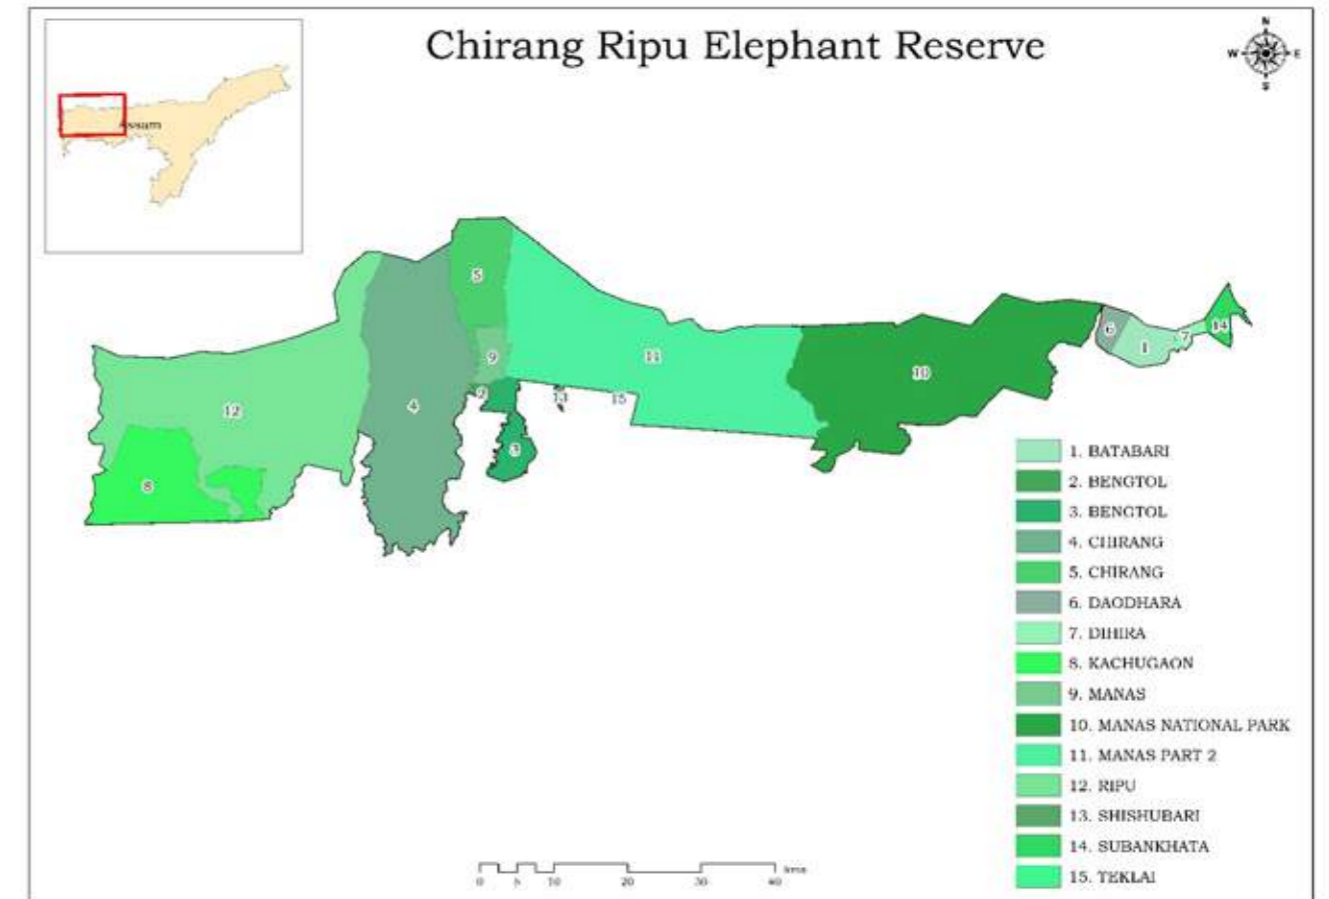 Chirang Ripu Elephant Reserve
N
W
E
S
Assam
5
11
10
6
1
7
14
9
2
13
15
12
4
3
8
1. BATABARI
2. BENGTOL
3. BENGTOL
4. CHIRANG
5. CHIRANG
6. DAODHARA
7. DIHIRA
8. KACHUGAON
9. MANAS
10. MANAS NATIONAL PARK
11. MANAS PART 2
12. RIPU
13. SHISHUBARI
14. SUBANKHATA
15. TEKLAI
0 5 10 20 30 40 kms